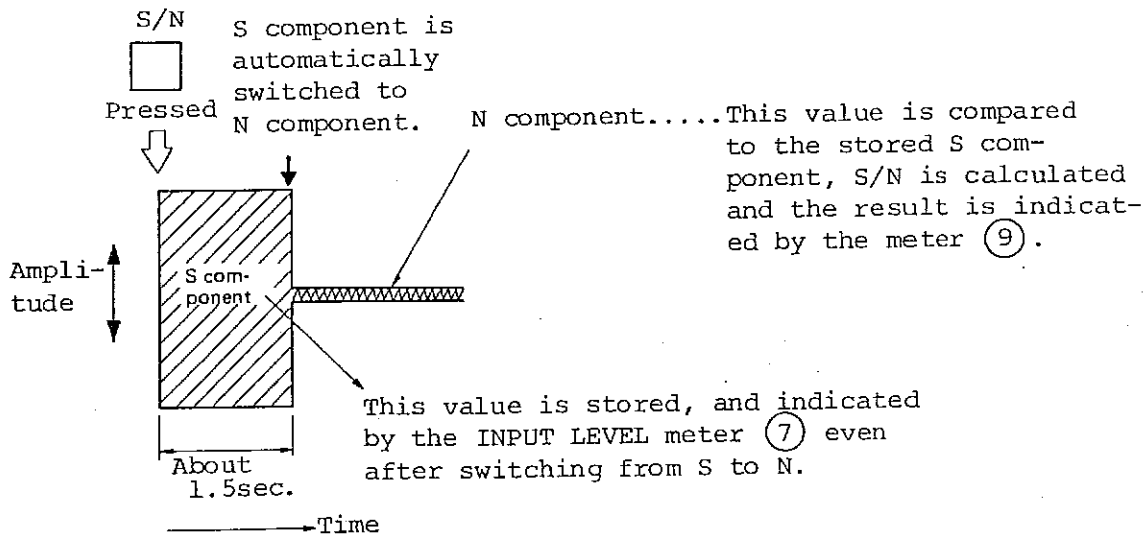 S/N
Pressed
S component is
automatically
switched to
N component.
N component.....This value is compared
to the stored S com-
ponent, S/N is calculated
and the result is indicat-
ed by the meter ⑨.
Ampli-
tude
S com-
ponent
This value is stored, and indicated
by the INPUT LEVEL meter ⑦ even
after switching from S to N.
About
1.5sec.
Time